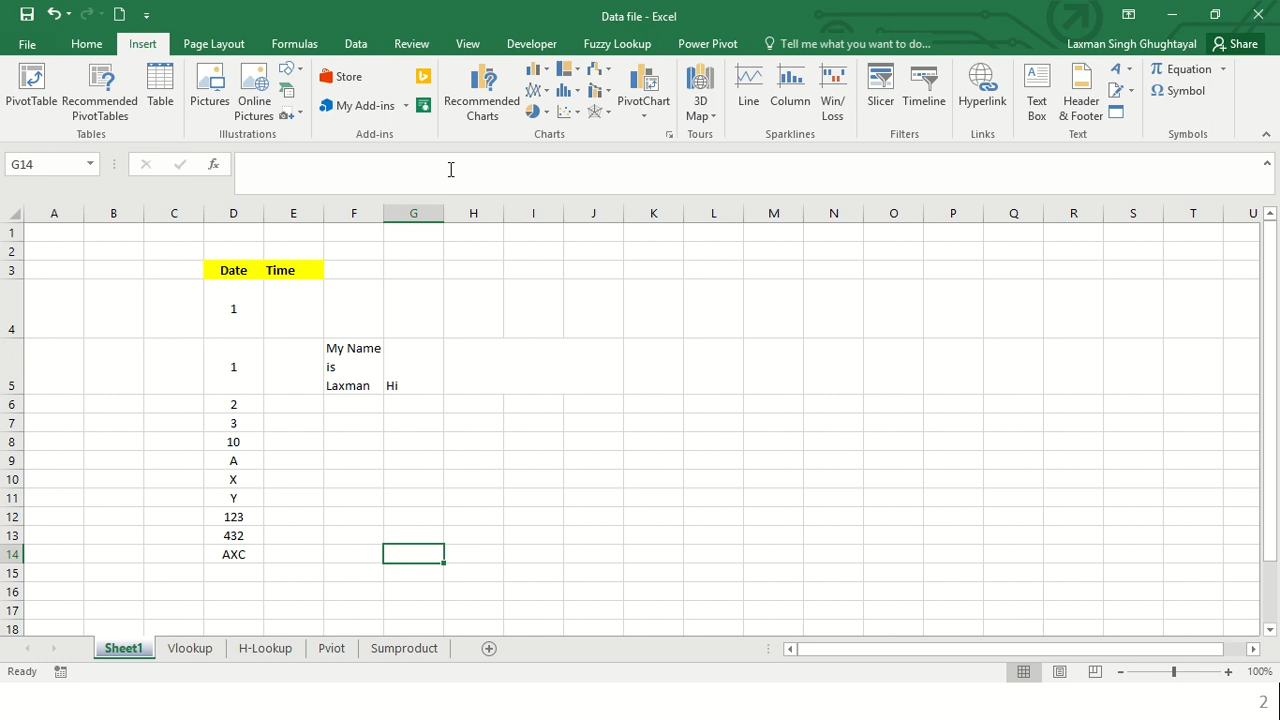 Data file - Excel
File Home Insert Page Layout Formulas Data Review View Developer Fuzzy Lookup Power Pivot Tell me what you want to do... Laxman Singh Ghughtayal Share
PivotTable Recommended PivotTables Table
Tables
Pictures Online Pictures
Illustrations
Store
My Add-ins
Add-ins
Recommended Charts
PivotChart
Charts
3D Map
Tours
Line Column Win/ Loss
Sparklines
Slicer Timeline
Filters
Hyperlink
Links
Text Box Header & Footer
Text
Equation
Symbol
Symbols
G14
fx
A B C D E F G H I J K L M N O P Q R S T U
1
2
3 Date Time
4 1
5 1 My Name is Laxman Hi
6 2
7 3
8 10
9 A
10 X
11 Y
12 123
13 432
14 AXC
15
16
17
18
Sheet1 Vlookup H-Lookup Pviot Sumproduct
Ready 100%
2